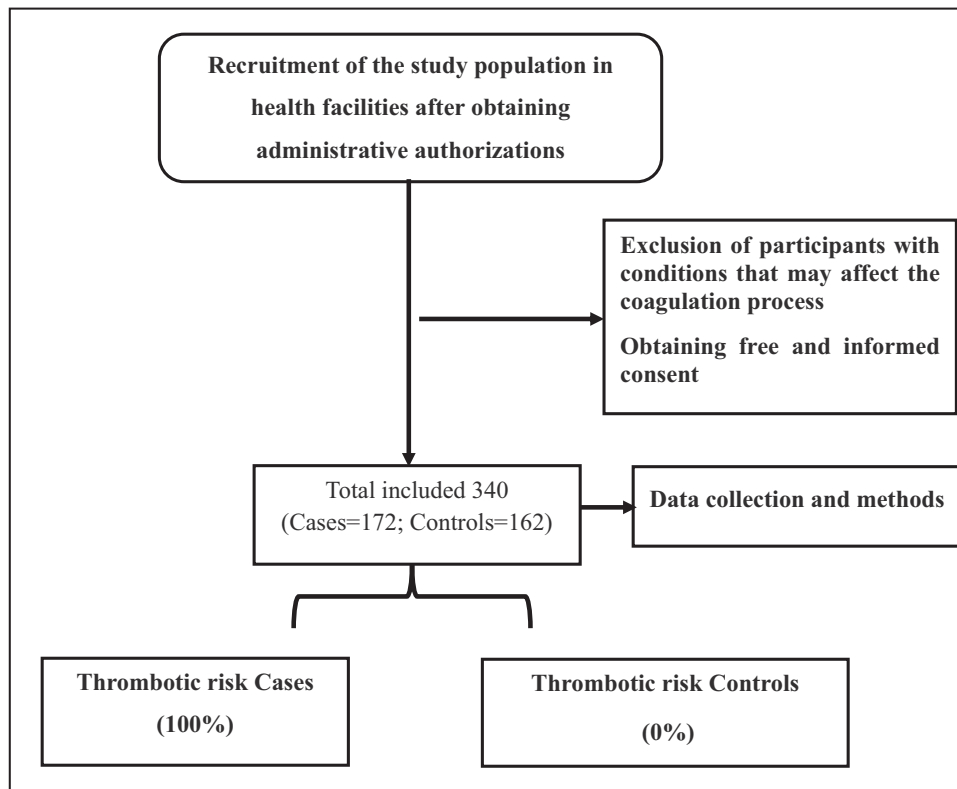 Recruitment of the study population in
health facilities after obtaining
administrative authorizations
Exclusion of participants with
conditions that may affect the
coagulation process
Obtaining free and informed
consent
Total included 340
(Cases=172; Controls=162)
Data collection and methods
Thrombotic risk Cases
(100%)
Thrombotic risk Controls
(0%)